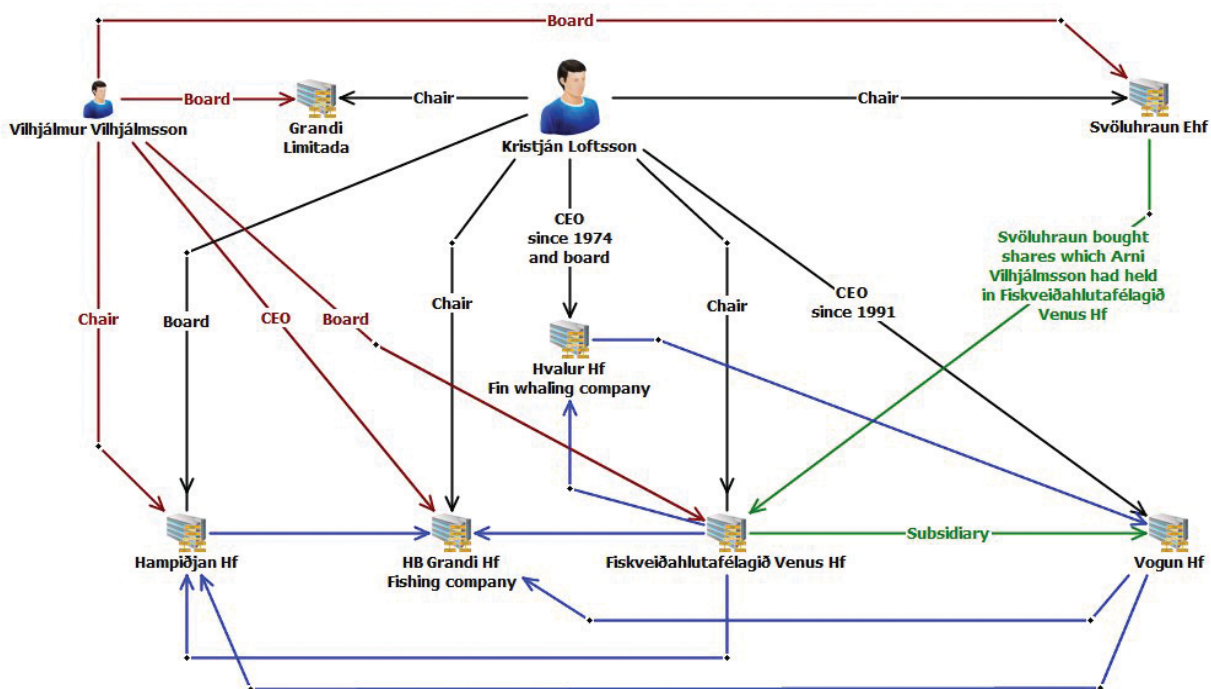 Board
Board
Chair
Chair
Vilhjálmur Vilhjálmsson
Grandi
Limitada
Kristján Loftsson
Svöluhraun Ehf
CEO
since 1974
and board
Svöluhraun bought
shares which Arni
Vilhjálmsson had held
in Fiskveiðahlutafélagið
Venus Hf
Chair
Board
CEO
Board
Chair
Chair
CEO
since 1991
Hvalur Hf
Fin whaling company
Subsidiary
Hampiðjan Hf
HB Grandi Hf
Fishing company
Fiskveiðahlutafélagið Venus Hf
Vogun Hf